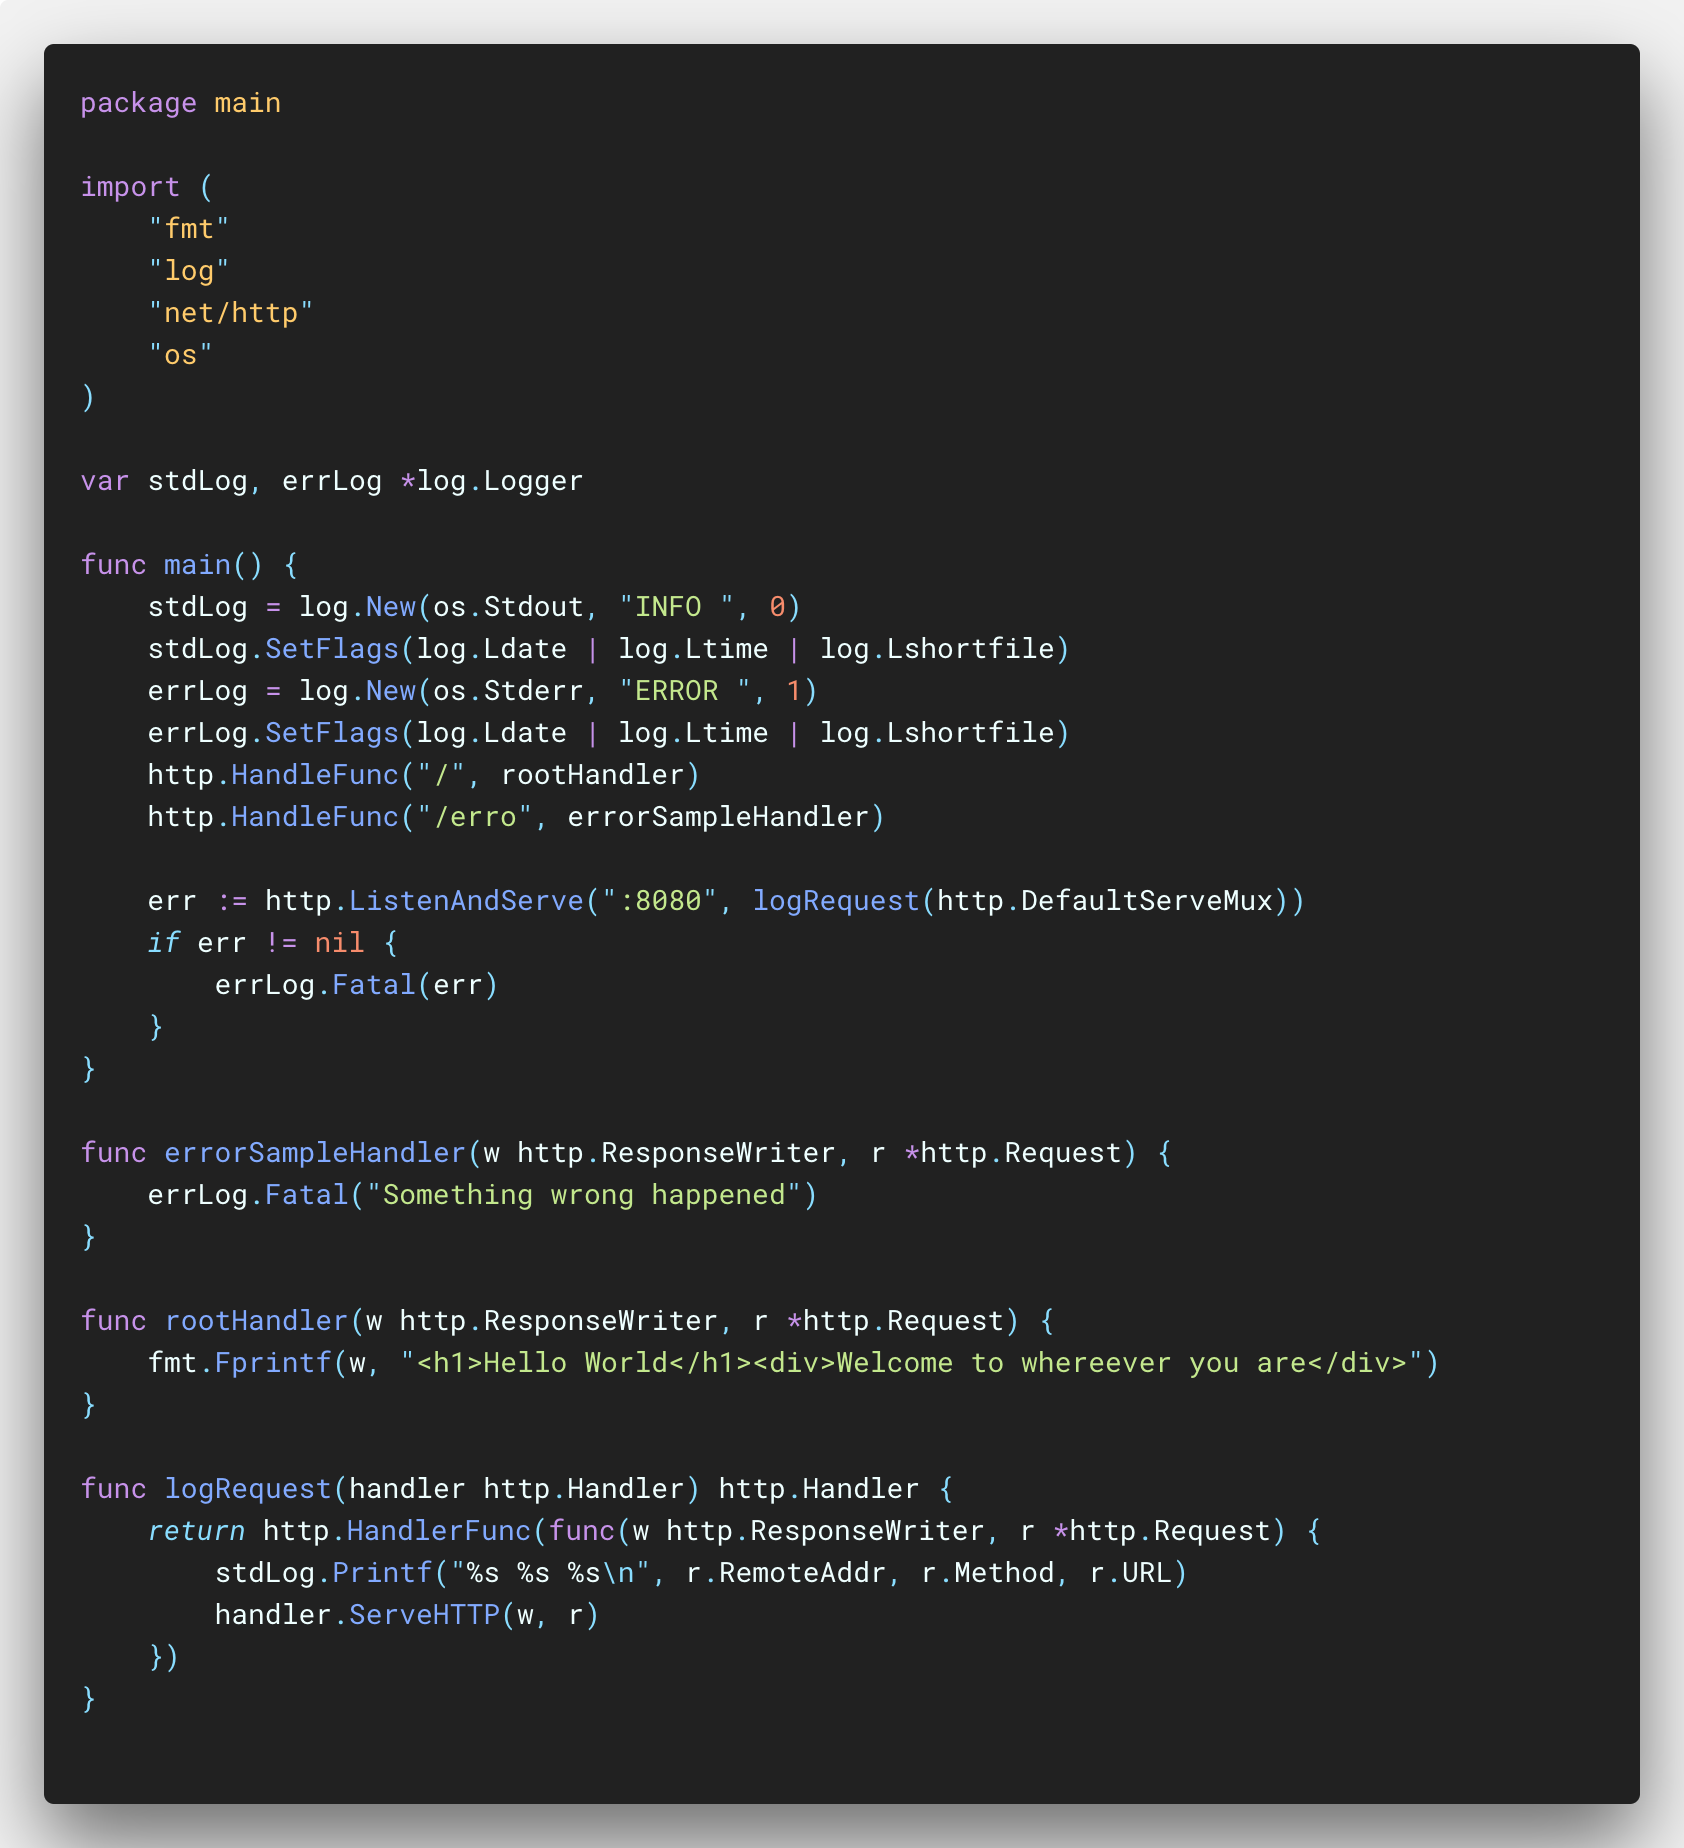 package main

import (
    "fmt"
    "log"
    "net/http"
    "os"
)

var stdLog, errLog *log.Logger

func main() {
    stdLog = log.New(os.Stdout, "INFO ", 0)
    stdLog.SetFlags(log.Ldate | log.Ltime | log.Lshortfile)
    errLog = log.New(os.Stderr, "ERROR ", 1)
    errLog.SetFlags(log.Ldate | log.Ltime | log.Lshortfile)
    http.HandleFunc("/", rootHandler)
    http.HandleFunc("/erro", errorSampleHandler)

    err := http.ListenAndServe(":8080", logRequest(http.DefaultServeMux))
    if err != nil {
        errLog.Fatal(err)
    }
}

func errorSampleHandler(w http.ResponseWriter, r *http.Request) {
    errLog.Fatal("Something wrong happened")
}

func rootHandler(w http.ResponseWriter, r *http.Request) {
    fmt.Fprintf(w, "<h1>Hello World</h1><div>Welcome to whereever you are</div>")
}

func logRequest(handler http.Handler) http.Handler {
    return http.HandlerFunc(func(w http.ResponseWriter, r *http.Request) {
        stdLog.Printf("%s %s %s\n", r.RemoteAddr, r.Method, r.URL)
        handler.ServeHTTP(w, r)
    })
}